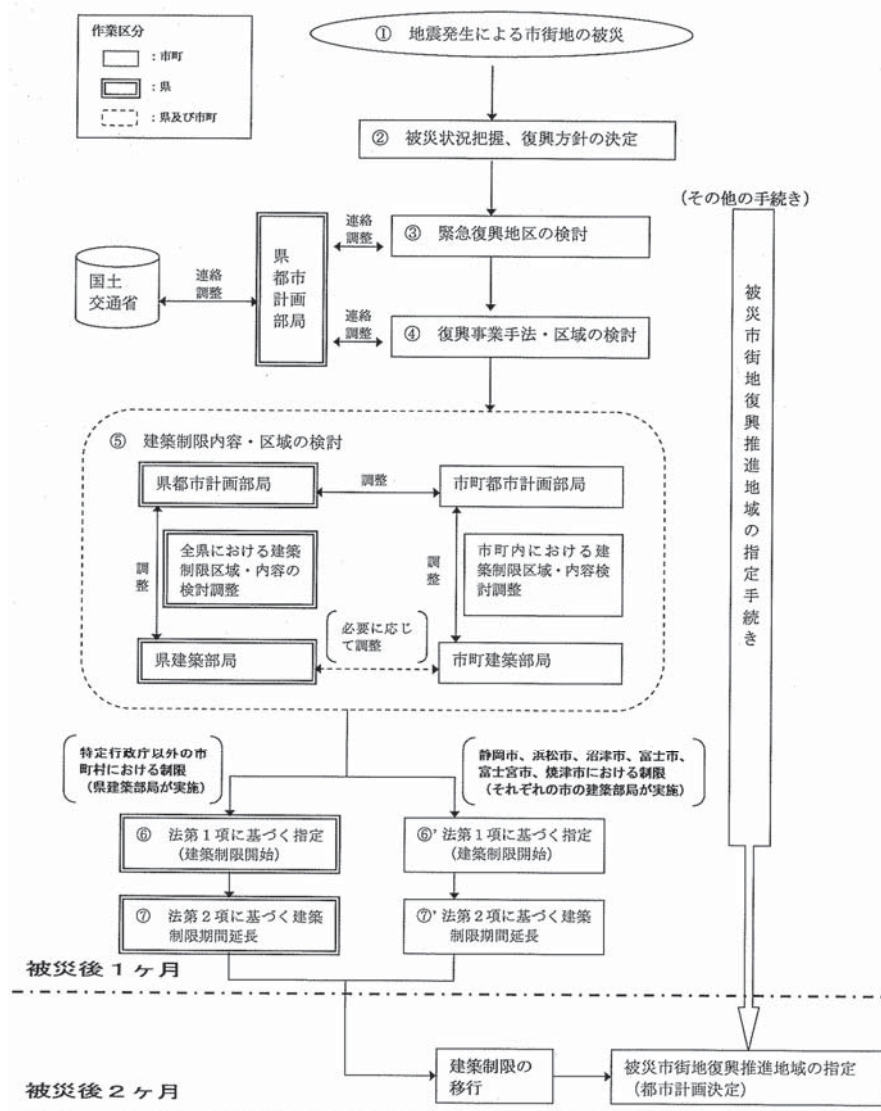 作業区分
：市町
：県
：県及び市町
① 地震発生による市街地の被災
② 被災状況把握、復興方針の決定
（その他の手続き）
③ 緊急復興地区の検討
連絡
調整
県都市計画部局
国土
交通省
連絡
調整
連絡
調整
④ 復興事業手法・区域の検討
被災市街地復興推進地域の指定手続き
⑤ 建築制限内容・区域の検討
県都市計画部局
調整
市町都市計画部局
調整
全県における建築
制限区域・内容の
検討調整
調整
市町内における建
築制限区域・内容検
討調整
必要に応じ
て調整
県建築部局
市町建築部局
特定行政庁以外の市
町村における制限
（県建築部局が実施）
静岡市、浜松市、沼津市、富士市、
富士宮市、焼津市における制限
（それぞれの市の建築部局が実施）
⑥ 法第１項に基づく指定
（建築制限開始）
⑥’ 法第１項に基づく指定
（建築制限開始）
⑦ 法第２項に基づく建築
制限期間延長
⑦’ 法第２項に基づく建築
制限期間延長
被災後１ヶ月
建築制限の
移行
被災市街地復興推進地域の指定
（都市計画決定）
被災後２ヶ月